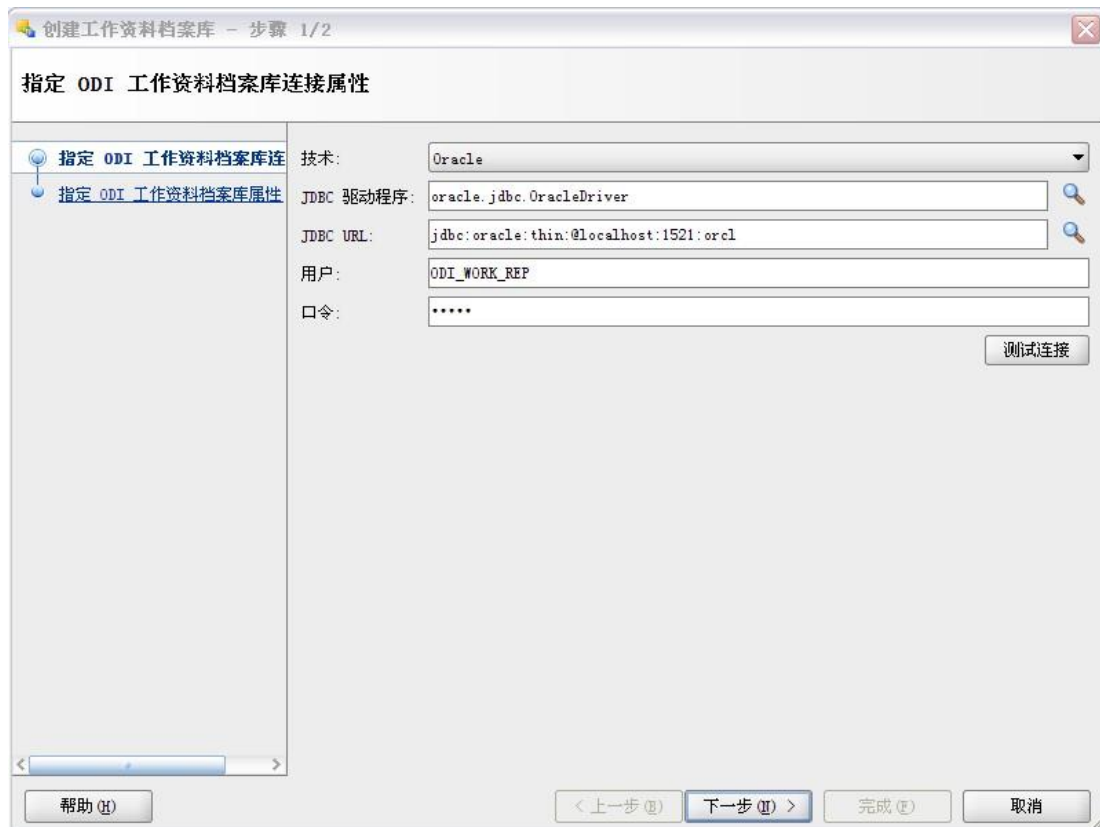 创建工作资料档案库 - 步骤 1/2
指定 ODI 工作资料档案库连接属性
指定 ODI 工作资料档案库连
指定 ODI 工作资料档案库属性
技术: Oracle
JDBC 驱动程序: oracle.jdbc.OracleDriver
JDBC URL: jdbc:oracle:thin:@localhost:1521:orcl
用户: ODI_WORK_REP
口令: •••••
测试连接
帮助(H) < 上一步(B) 下一步(N) > 完成(F) 取消